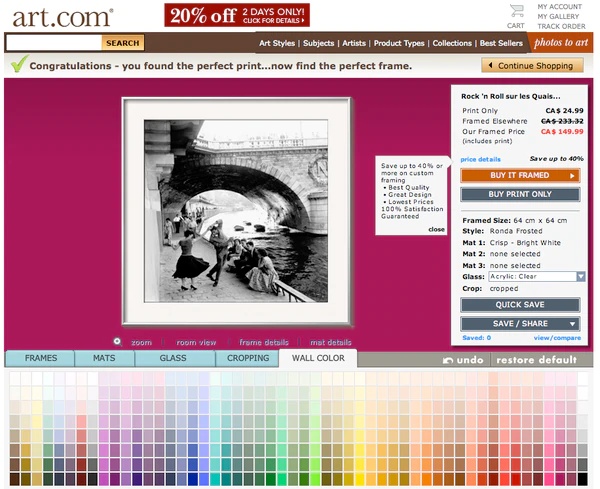 art.com®
20% off 2 DAYS ONLY!
CLICK FOR DETAILS
CART
MY ACCOUNT
MY GALLERY
TRACK ORDER
SEARCH
Art Styles | Subjects | Artists | Product Types | Collections | Best Sellers
photos to art
Congratulations - you found the perfect print...now find the perfect frame.
Continue Shopping
Rock 'n Roll sur les Quais...
Print Only CA$ 24.99
Framed Elsewhere CA$ 233.32
Our Framed Price CA$ 149.99
(includes print)
price details Save up to 40%
BUY IT FRAMED
BUY PRINT ONLY
Save up to 40% or
more on custom
framing
• Best Quality
• Great Design
• Lowest Prices
100% Satisfaction
Guaranteed
close
Framed Size: 64 cm x 64 cm
Style: Ronda Frosted
Mat 1: Crisp - Bright White
Mat 2: none selected
Mat 3: none selected
Glass: Acrylic: Clear
Crop: cropped
QUICK SAVE
SAVE / SHARE
Saved: 0 view/compare
zoom room view frame details mat details
FRAMES MATS GLASS CROPPING WALL COLOR
undo restore default